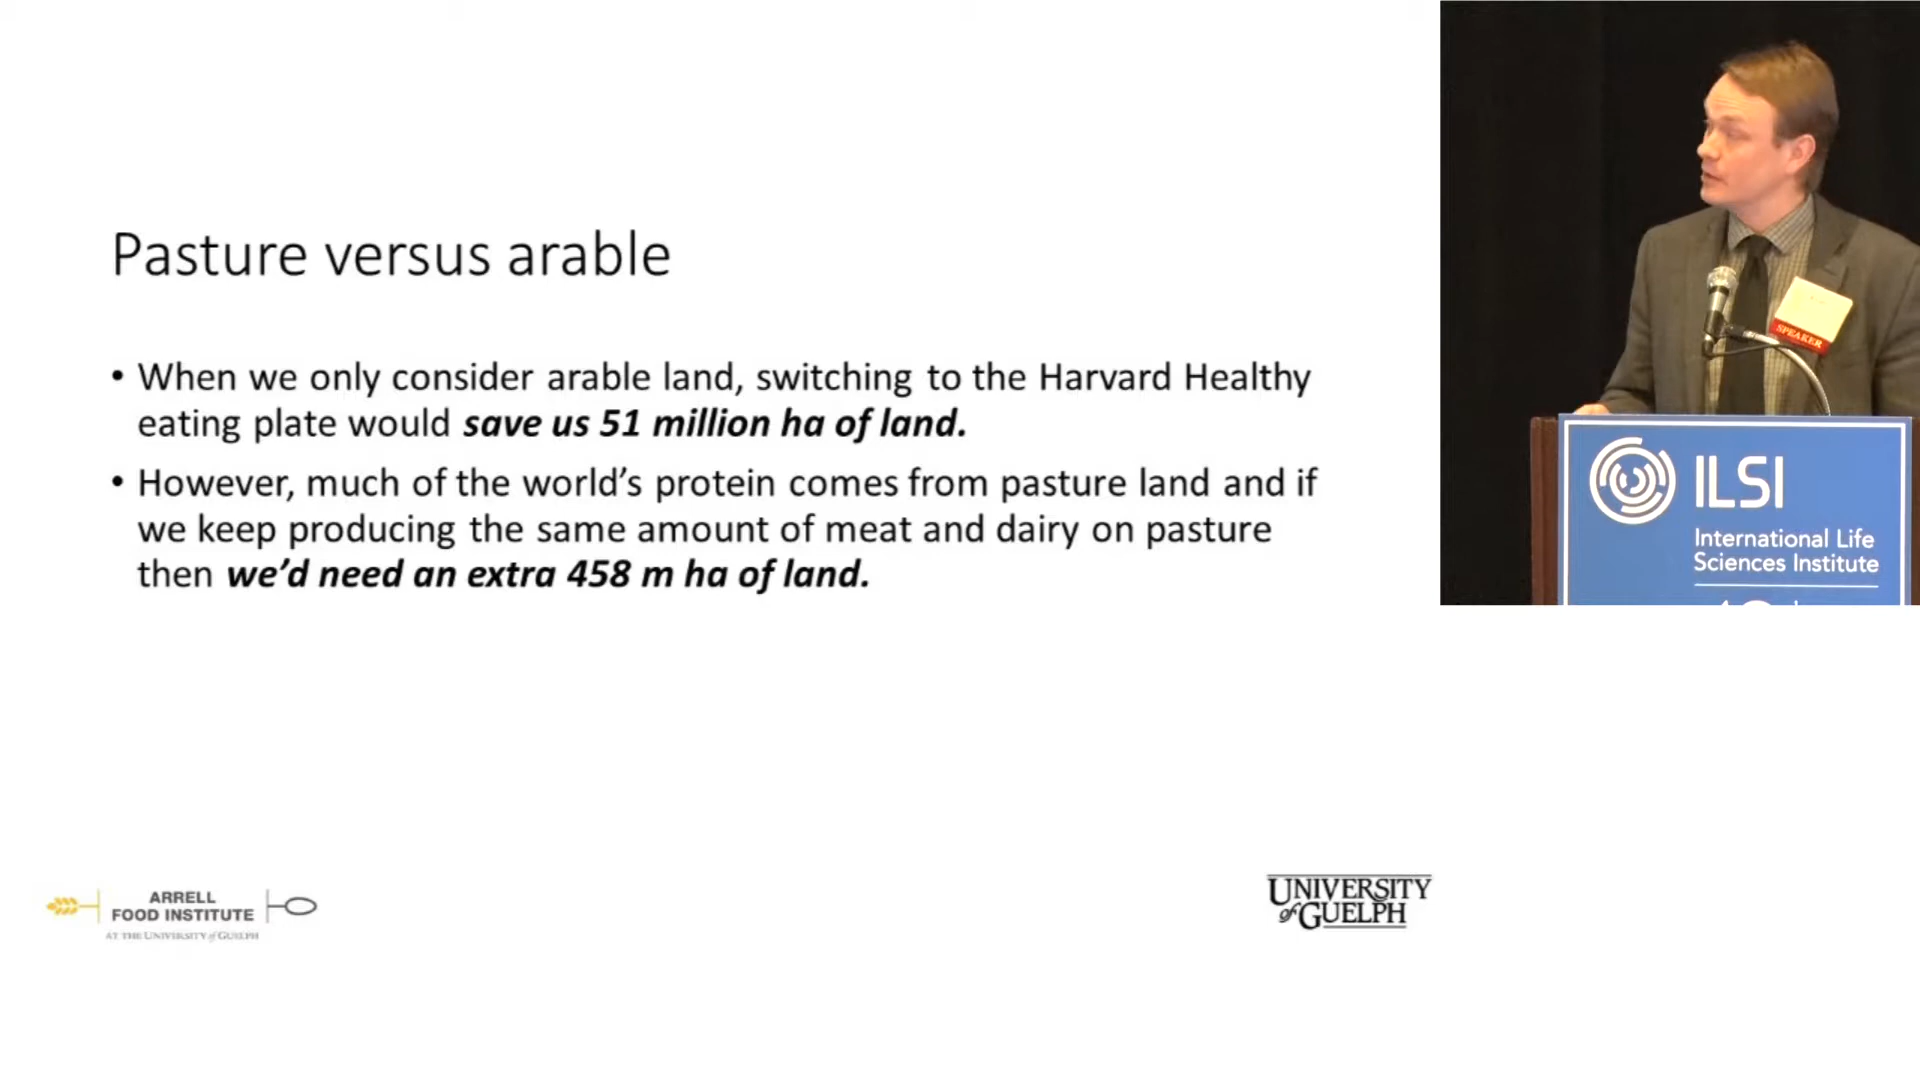 Pasture versus arable
• When we only consider arable land, switching to the Harvard Healthy
eating plate would save us 51 million ha of land.
• However, much of the world's protein comes from pasture land and if
we keep producing the same amount of meat and dairy on pasture
then we'd need an extra 458 m ha of land.
SPEAKER
ILSI
International Life
Sciences Institute
ARRELL
FOOD INSTITUTE
AT THE UNIVERSITY of GUELPH
UNIVERSITY
of GUELPH